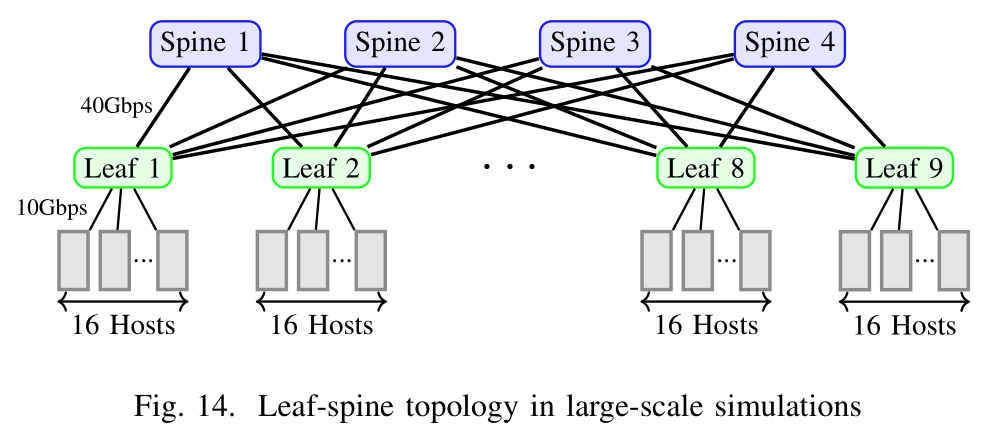 Spine 1 Spine 2 Spine 3 Spine 4
40Gbps
Leaf 1 Leaf 2 ... Leaf 8 Leaf 9
10Gbps
... ... ... ...
16 Hosts 16 Hosts 16 Hosts 16 Hosts
Fig. 14. Leaf-spine topology in large-scale simulations